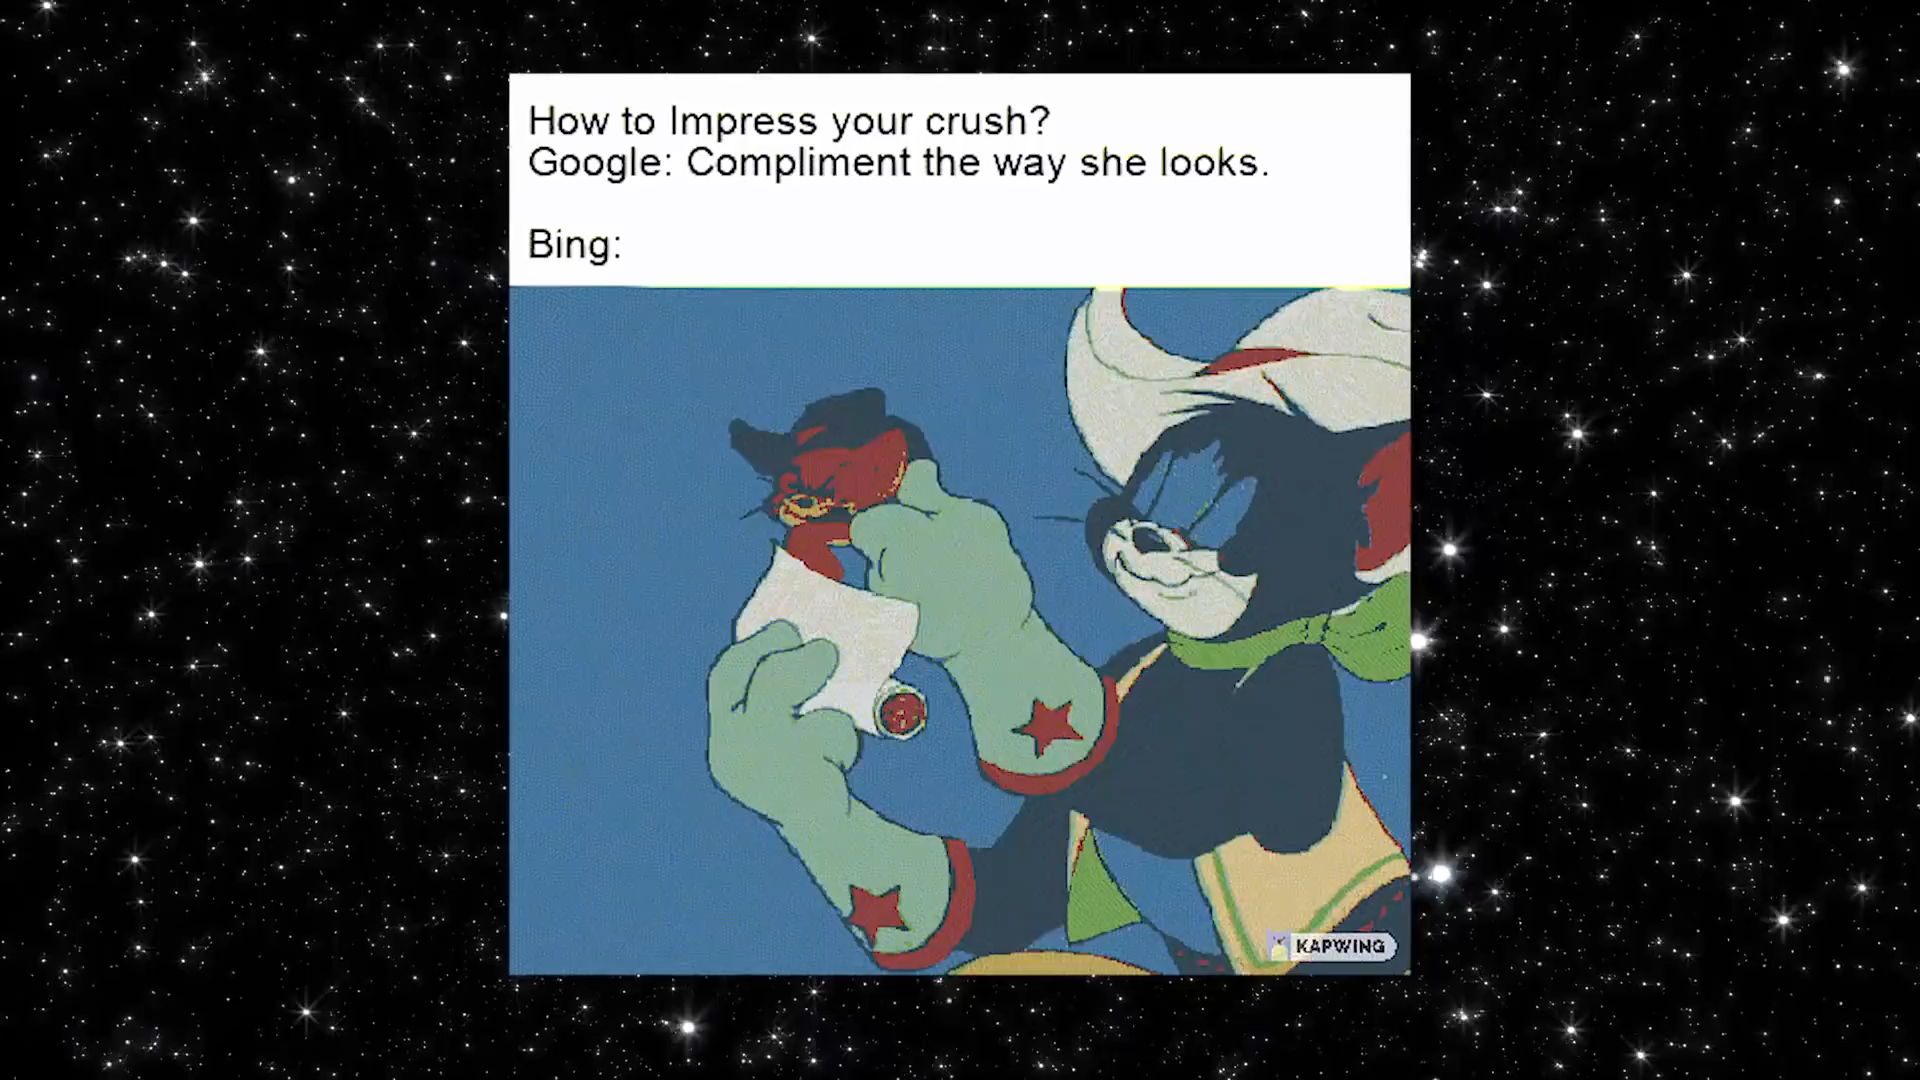 How to Impress your crush?
Google: Compliment the way she looks.
Bing:
KAPWING